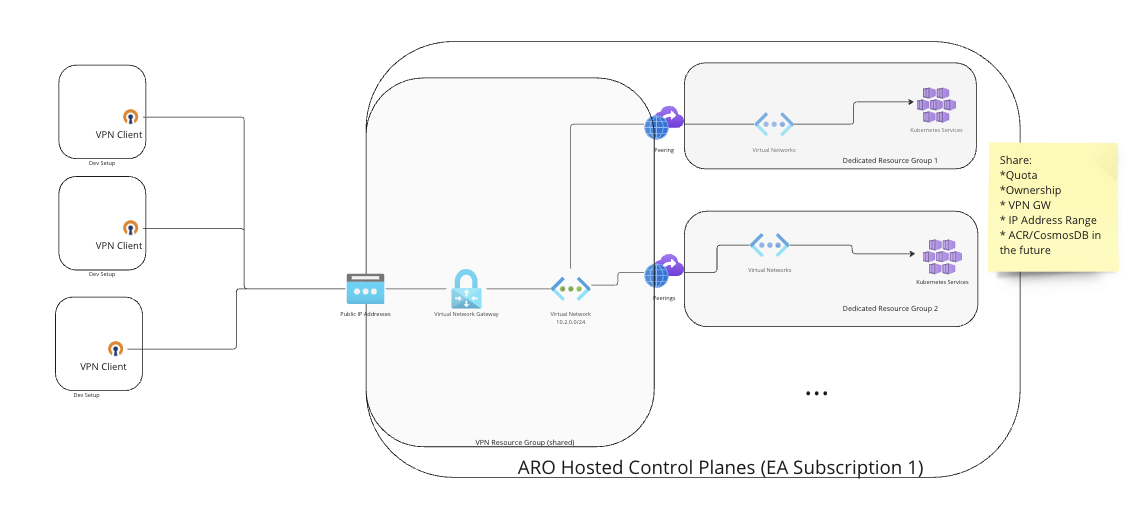 VPN Client
Dev Setup
VPN Client
Dev Setup
VPN Client
Dev Setup
Public IP Addresses
Virtual Network Gateway
Virtual Network
10.2.0.0/24
VPN Resource Group (shared)
Peering
Virtual Networks
Kubernetes Services
Dedicated Resource Group 1
Peerings
Virtual Networks
Kubernetes Services
Dedicated Resource Group 2
...
ARO Hosted Control Planes (EA Subscription 1)
Share:
*Quota
*Ownership
* VPN GW
* IP Address Range
* ACR/CosmosDB in
the future